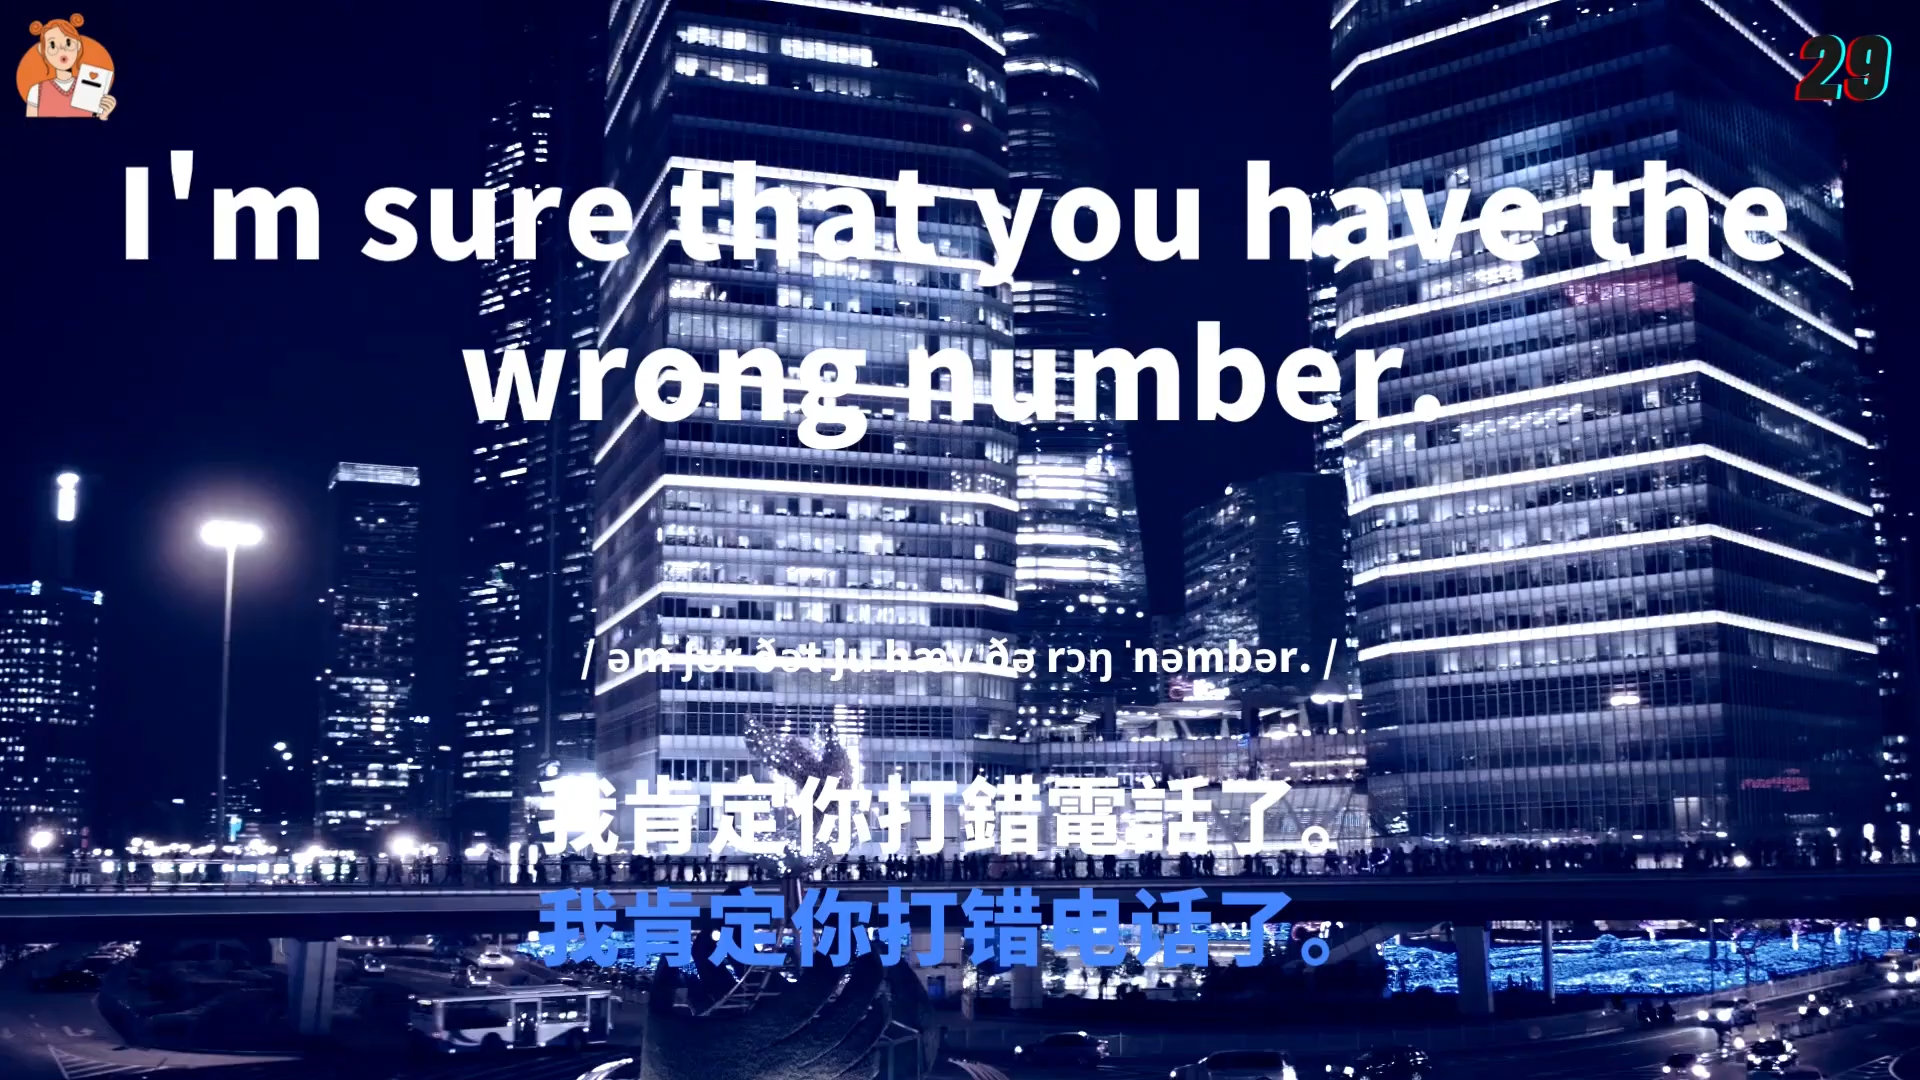 29
I'm sure that you have the
wrong number.
/ əm ʃʊr ðət ju hæv ðə rɔŋ ˈnəmbər. /
我肯定你打錯電話了。
我肯定你打错电话了。